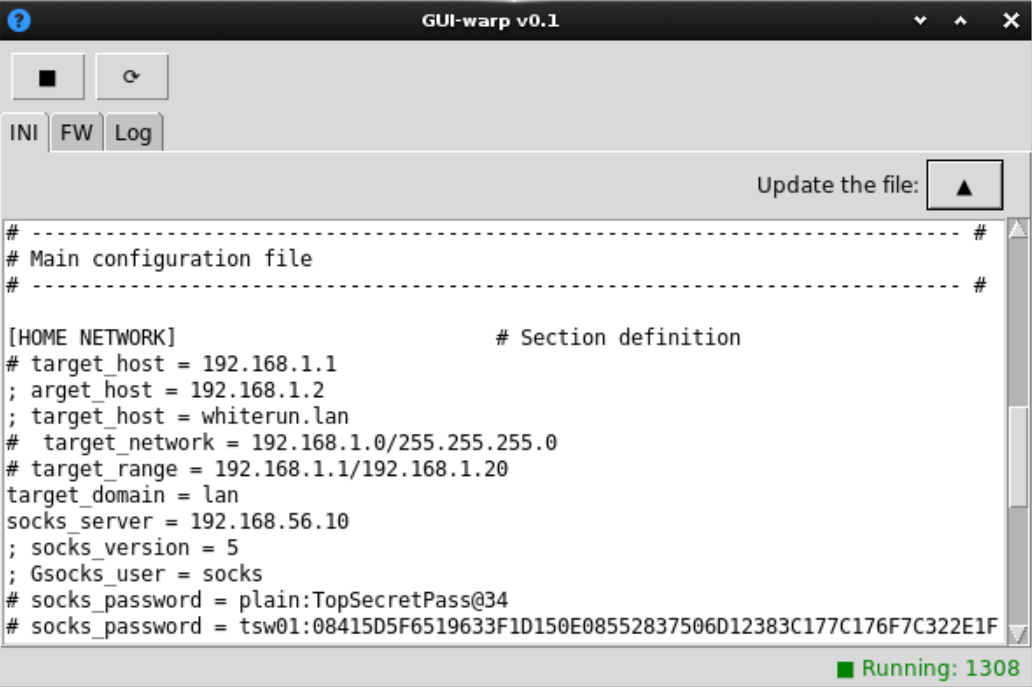 GUI-warp v0.1
INI FW Log
Update the file:
# ---------------------------------------------------------------------------- #
# Main configuration file
# ---------------------------------------------------------------------------- #
[HOME NETWORK] # Section definition
# target_host = 192.168.1.1
; arget_host = 192.168.1.2
; target_host = whiterun.lan
#  target_network = 192.168.1.0/255.255.255.0
# target_range = 192.168.1.1/192.168.1.20
target_domain = lan
socks_server = 192.168.56.10
; socks_version = 5
; Gsocks_user = socks
# socks_password = plain:TopSecretPass@34
# socks_password = tsw01:08415D5F6519633F1D150E08552837506D12383C177C176F7C322E1F
Running: 1308